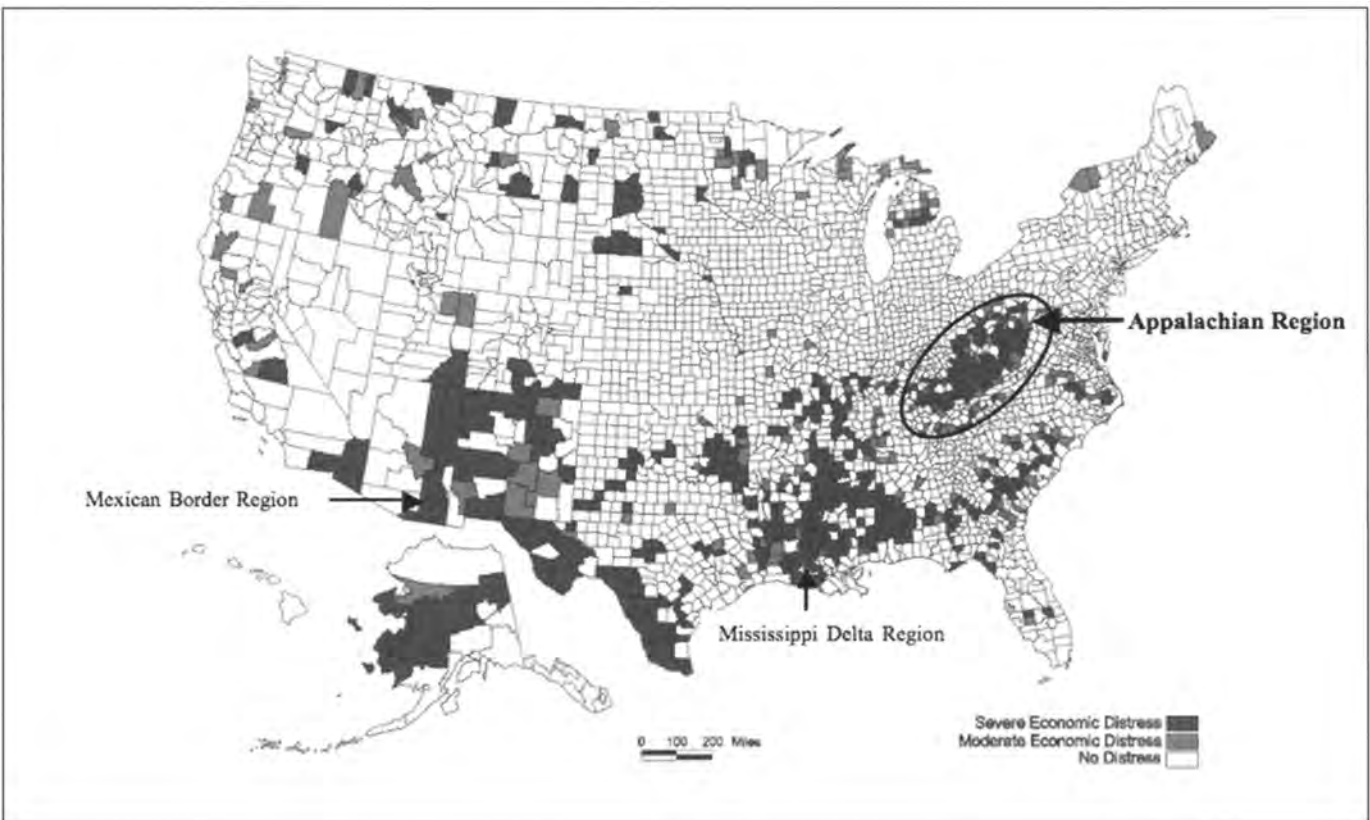 Appalachian Region
Mexican Border Region
Mississippi Delta Region
0 100 200 Miles
Severe Economic Distress
Moderate Economic Distress
No Distress